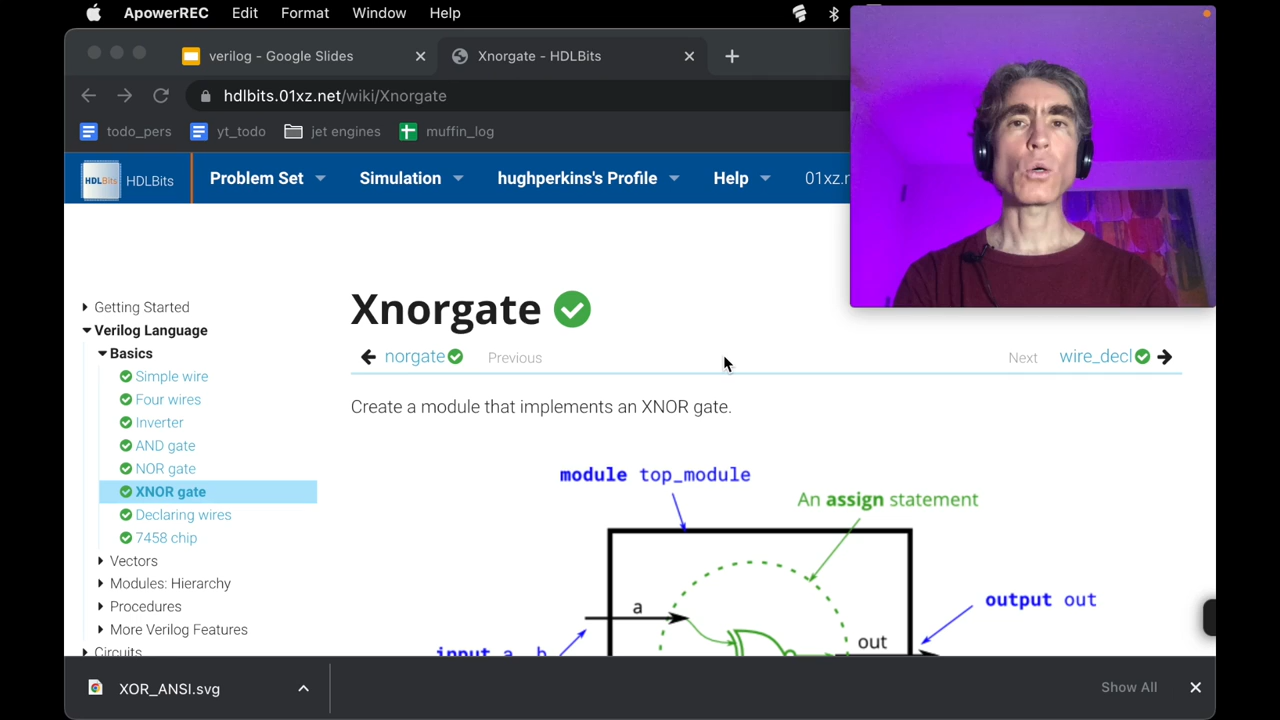 ApowerREC Edit Format Window Help
verilog - Google Slides
Xnorgate - HDLBits
hdlbits.01xz.net/wiki/Xnorgate
todo_pers yt_todo jet engines muffin_log
HDLBits HDLBits Problem Set Simulation hughperkins's Profile Help
Getting Started
Verilog Language
Basics
Simple wire
Four wires
Inverter
AND gate
NOR gate
XNOR gate
Declaring wires
7458 chip
Vectors
Modules: Hierarchy
Procedures
More Verilog Features
Circuits
Xnorgate
norgate Previous Next wire_decl
Create a module that implements an XNOR gate.
module top_module
An assign statement
a
output out
out
input a, b
XOR_ANSI.svg
Show All